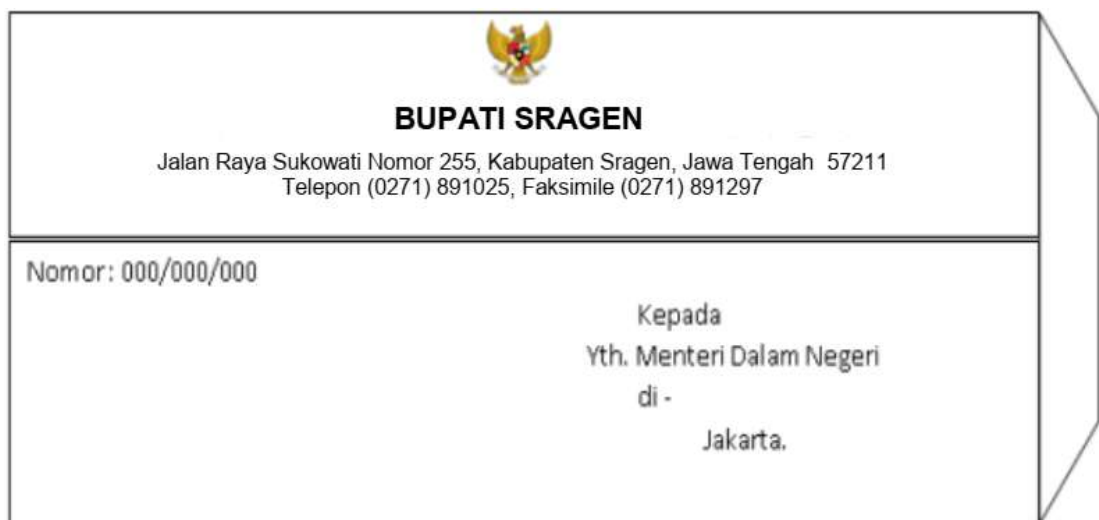 BUPATI SRAGEN
Jalan Raya Sukowati Nomor 255, Kabupaten Sragen, Jawa Tengah 57211
Telepon (0271) 891025, Faksimile (0271) 891297
Nomor: 000/000/000
Kepada
Yth. Menteri Dalam Negeri
di -
Jakarta.